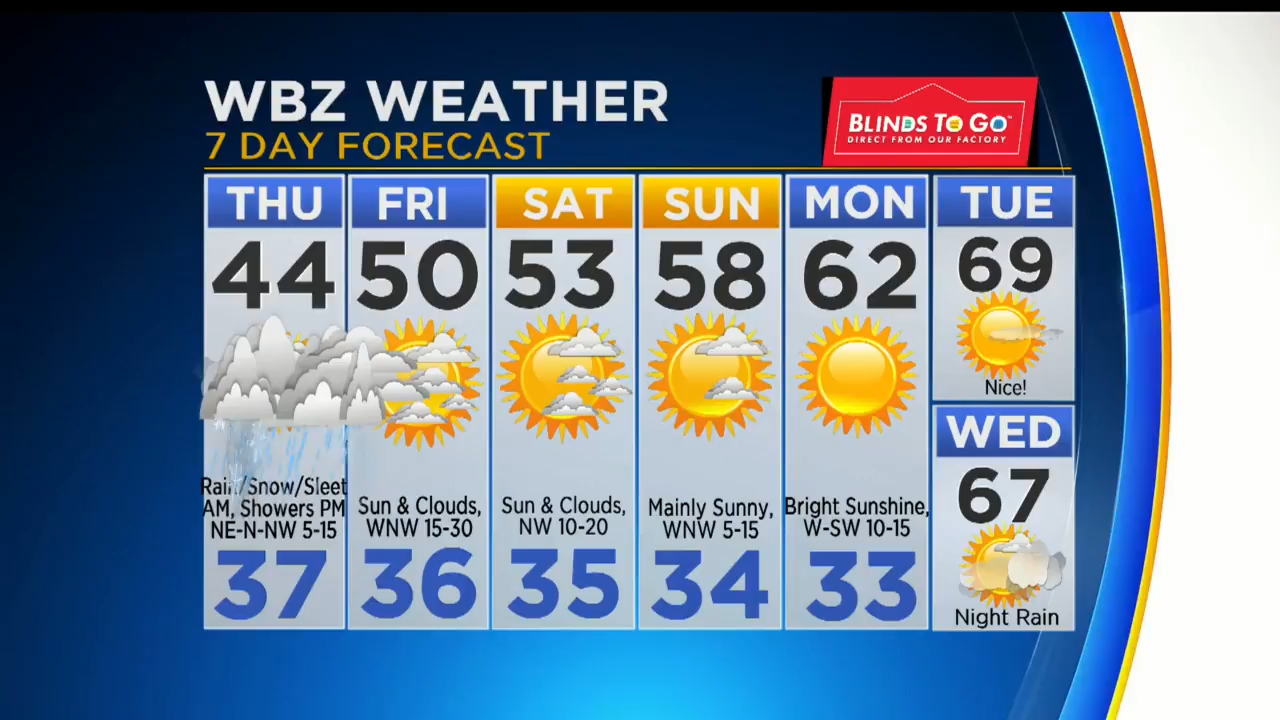 WBZ WEATHER
7 DAY FORECAST
BLINDS TO GO™
DIRECT FROM OUR FACTORY
THU
44
Rain/Snow/Sleet
AM, Showers PM
NE-N-NW 5-15
37
FRI
50
Sun & Clouds,
WNW 15-30
36
SAT
53
Sun & Clouds,
NW 10-20
35
SUN
58
Mainly Sunny,
WNW 5-15
34
MON
62
Bright Sunshine,
W-SW 10-15
33
TUE
69
Nice!
WED
67
Night Rain